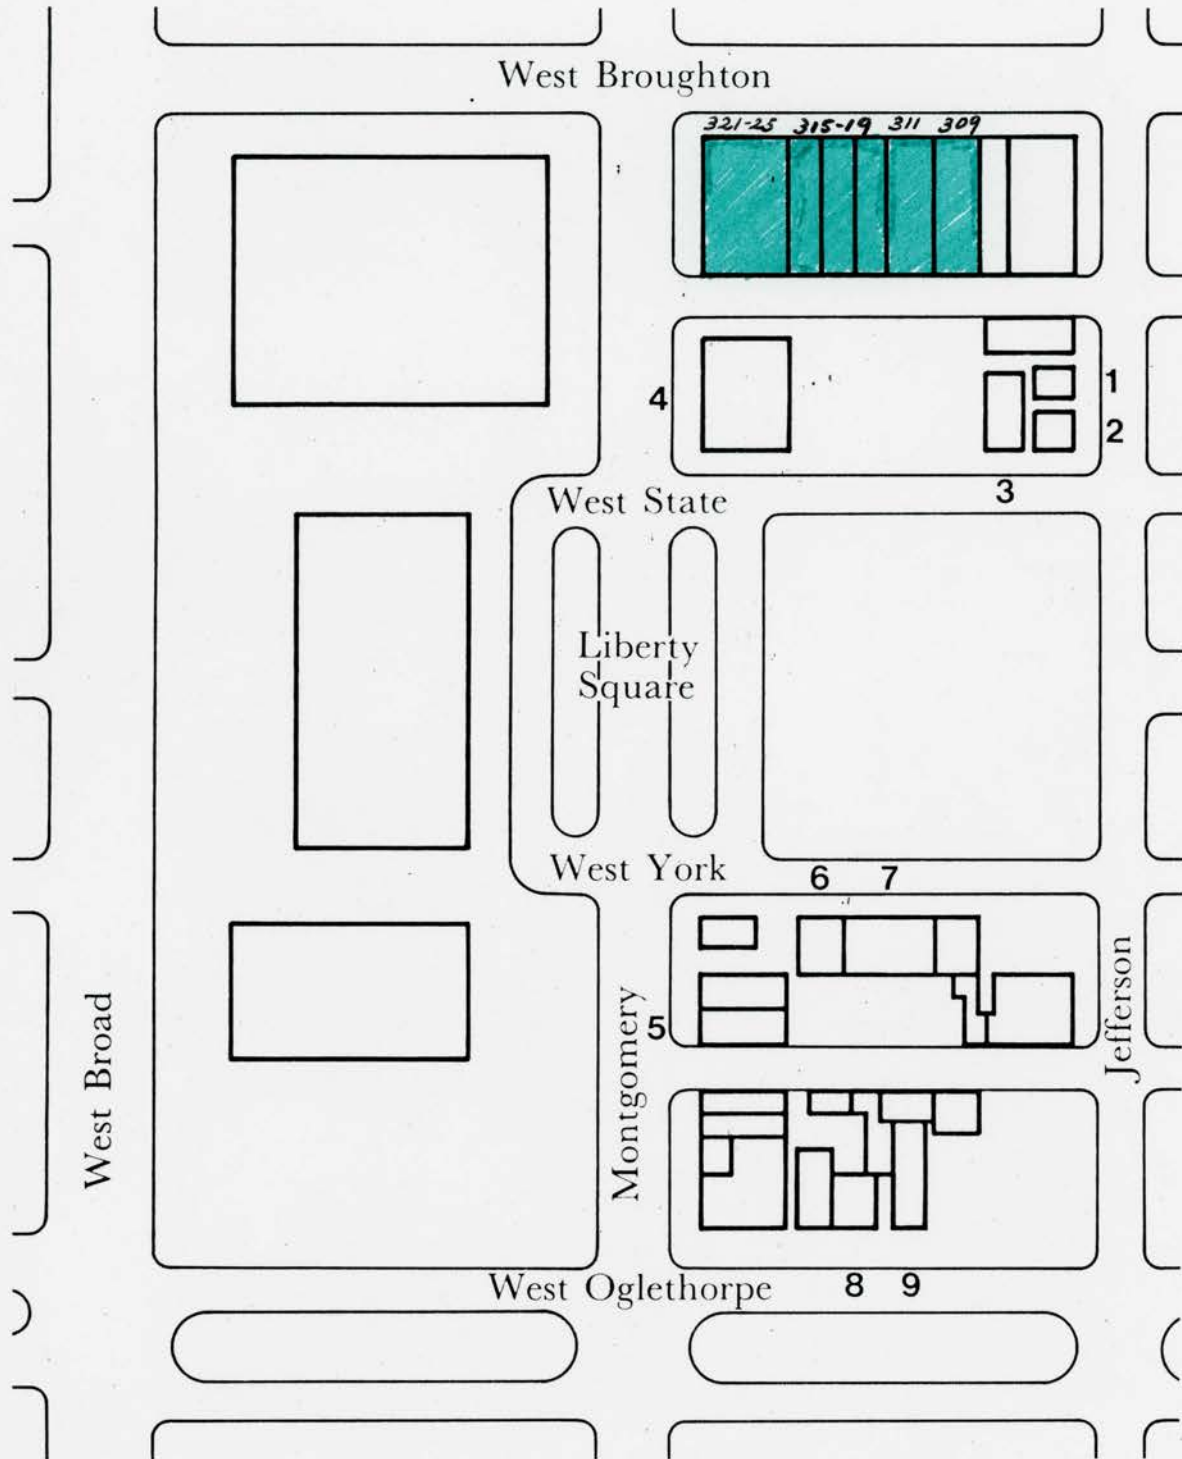 West Broughton
321-25 315-19 311 309
1
4
2
3
West State
Liberty
Square
West York
6 7
5
Jefferson
Montgomery
West Broad
West Oglethorpe
8 9